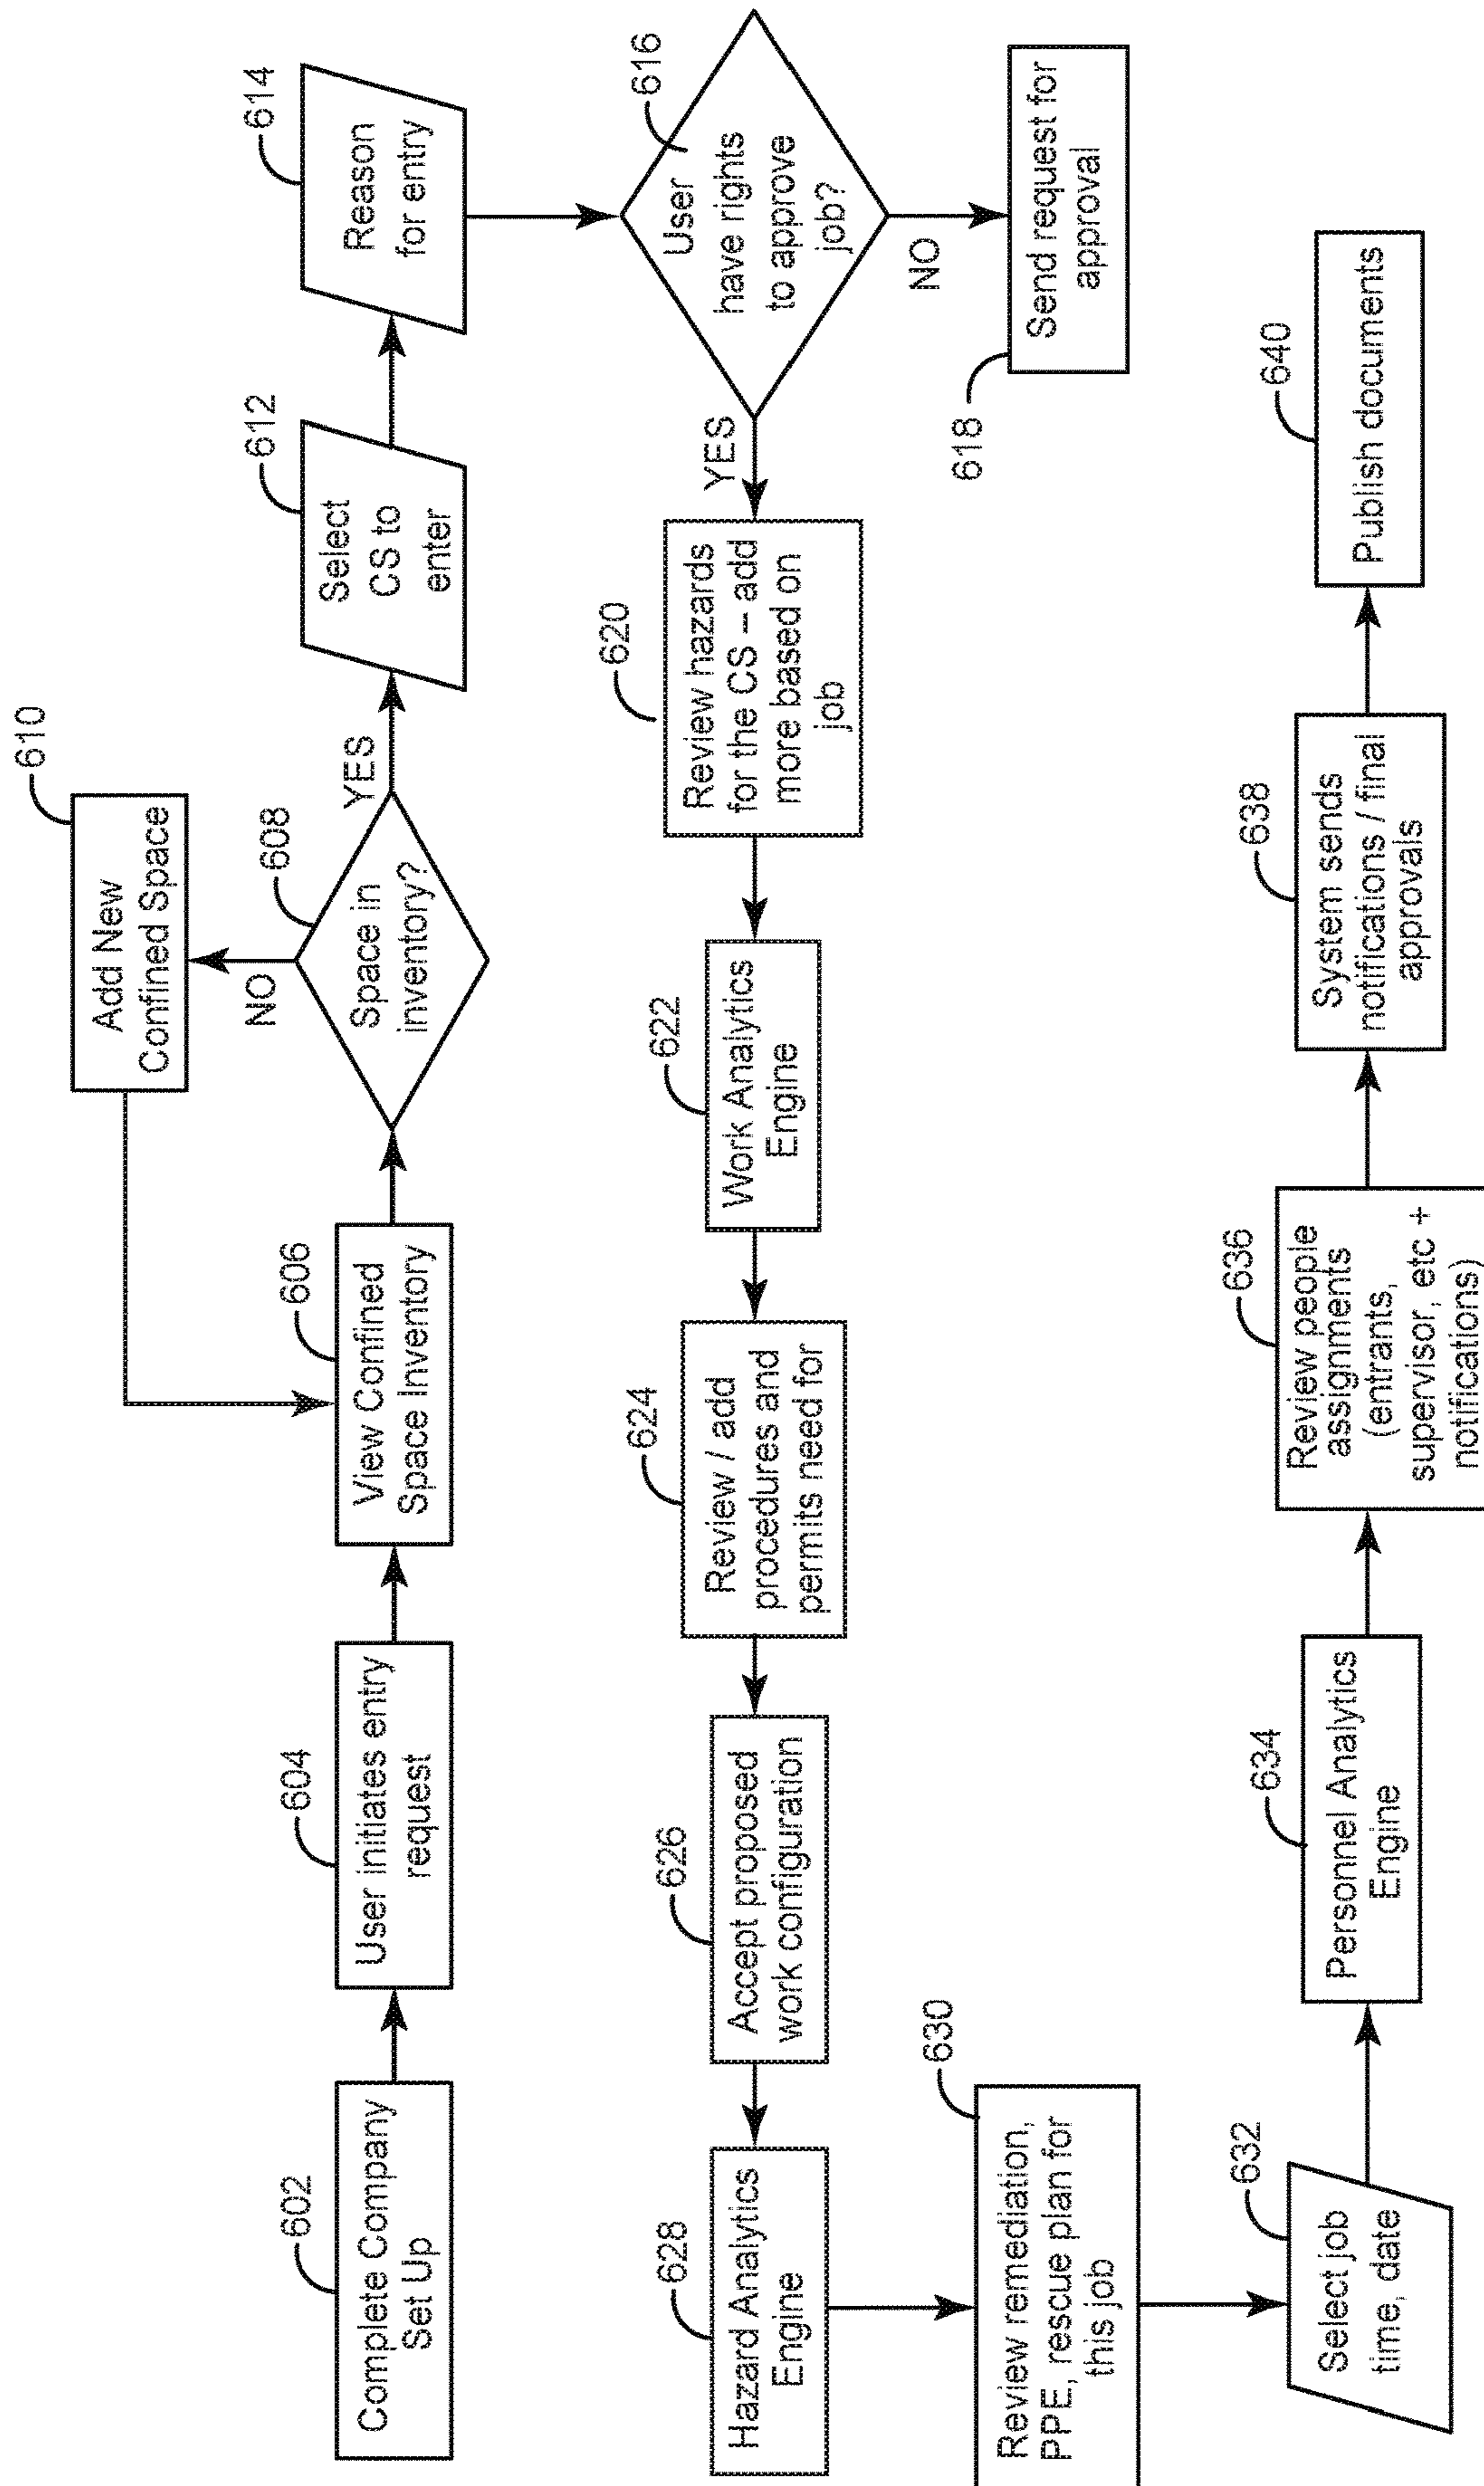 602
Complete Company
Set Up
604
User initiates entry
request
606
View Confined
Space Inventory
608
Space in
inventory?
NO
YES
610
Add New
Confined Space
612
Select
CS to
enter
614
Reason
for entry
616
User
have rights
to approve
job?
NO
YES
618
Send request for
approval
620
Review hazards
for the CS – add
more based on
job
622
Work Analytics
Engine
624
Review / add
procedures and
permits need for
626
Accept proposed
work configuration
628
Hazard Analytics
Engine
630
Review remediation,
PPE, rescue plan for
this job
632
Select job
time, date
634
Personnel Analytics
Engine
636
Review people
assignments
(entrants,
supervisor, etc +
notifications)
638
System sends
notifications / final
approvals
640
Publish documents